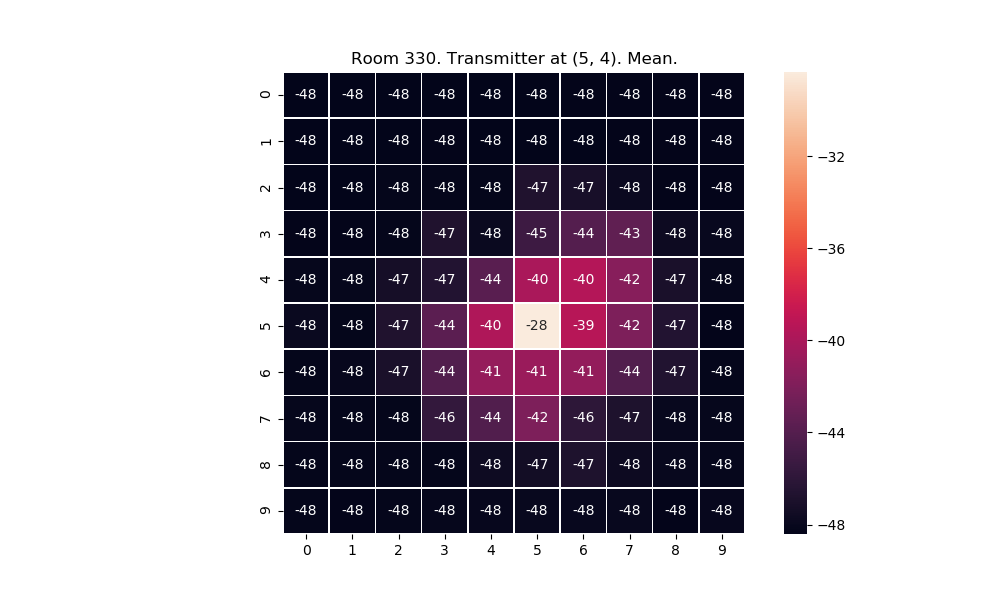 Room 330. Transmitter at (5, 4). Mean.
0 -48 -48 -48 -48 -48 -48 -48 -48 -48 -48
1 -48 -48 -48 -48 -48 -48 -48 -48 -48 -48
2 -48 -48 -48 -48 -48 -47 -47 -48 -48 -48
3 -48 -48 -48 -47 -48 -45 -44 -43 -48 -48
4 -48 -48 -47 -47 -44 -40 -40 -42 -47 -48
5 -48 -48 -47 -44 -40 -28 -39 -42 -47 -48
6 -48 -48 -47 -44 -41 -41 -41 -44 -47 -48
7 -48 -48 -48 -46 -44 -42 -46 -47 -48 -48
8 -48 -48 -48 -48 -48 -47 -47 -48 -48 -48
9 -48 -48 -48 -48 -48 -48 -48 -48 -48 -48
0 1 2 3 4 5 6 7 8 9
−32
−36
−40
−44
−48